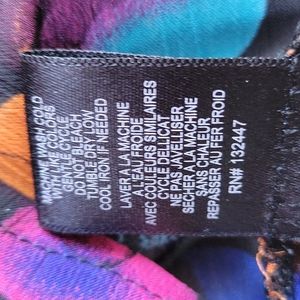 MACHINE WASH COLD
WITH LIKE COLORS
GENTLE CYCLE
DO NOT BLEACH
TUMBLE DRY LOW
COOL IRON IF NEEDED
LAVER A LA MACHINE
A L'EAU FROIDE
AVEC COULEURS SIMILAIRES
CYCLE DELICAT
NE PAS JAVELLISER
SECHER A LA MACHINE
SANS CHALEUR
REPASSER AU FER FROID
RN# 132447